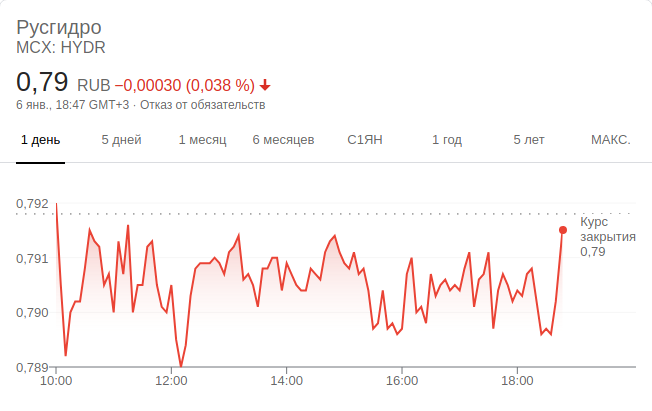 Русгидро
MCX: HYDR
0,79 RUB −0,00030 (0,038 %)
6 янв., 18:47 GMT+3 · Отказ от обязательств
1 день 5 дней 1 месяц 6 месяцев С1ЯН 1 год 5 лет МАКС.
0,792
Курс
закрытия
0,79
0,791
0,790
0,789
10:00 12:00 14:00 16:00 18:00